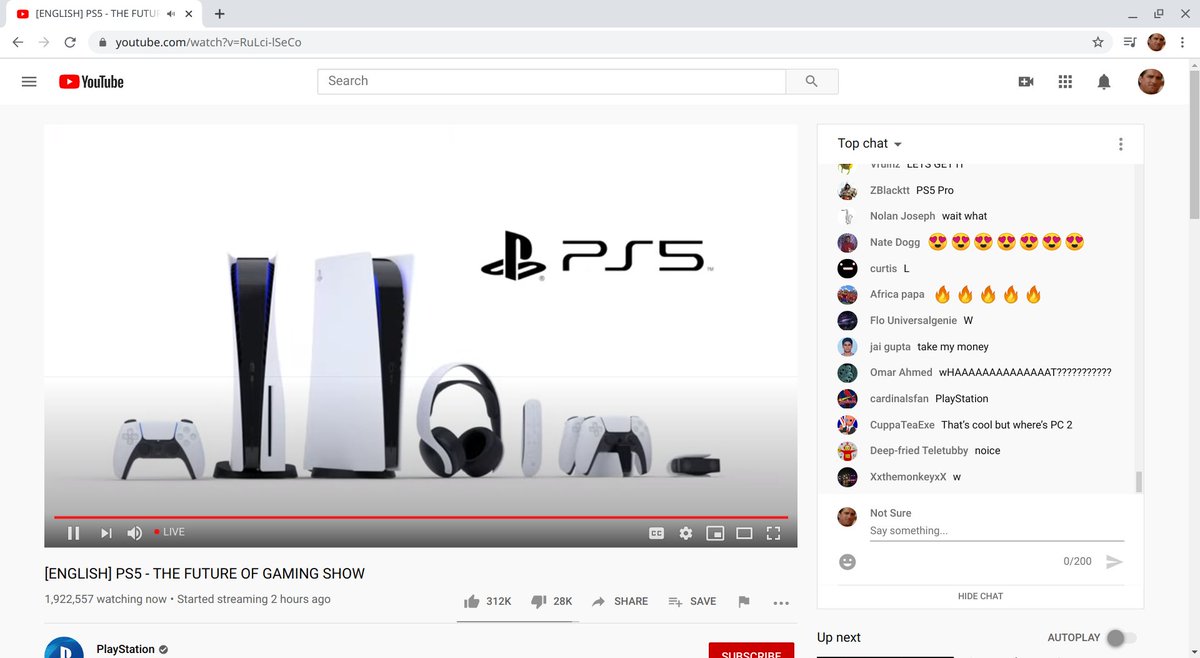 [ENGLISH] PS5 - THE FUTU
youtube.com/watch?v=RuLci-lSeCo
YouTube
Search
PS5
LIVE
CC
[ENGLISH] PS5 - THE FUTURE OF GAMING SHOW
1,922,557 watching now • Started streaming 2 hours ago
312K 28K SHARE SAVE
PlayStation
SUBSCRIBE
Top chat
Vrainz LETS GET IT
ZBlacktt PS5 Pro
Nolan Joseph wait what
Nate Dogg 😍😍😍😍😍😍😍
curtis L
Africa papa 🔥🔥🔥🔥🔥
Flo Universalgenie W
jai gupta take my money
Omar Ahmed wHAAAAAAAAAAAAAAT???????????
cardinalsfan PlayStation
CuppaTeaExe That’s cool but where’s PC 2
Deep-fried Teletubby noice
XxthemonkeyxX w
Not Sure
Say something...
0/200
HIDE CHAT
Up next
AUTOPLAY